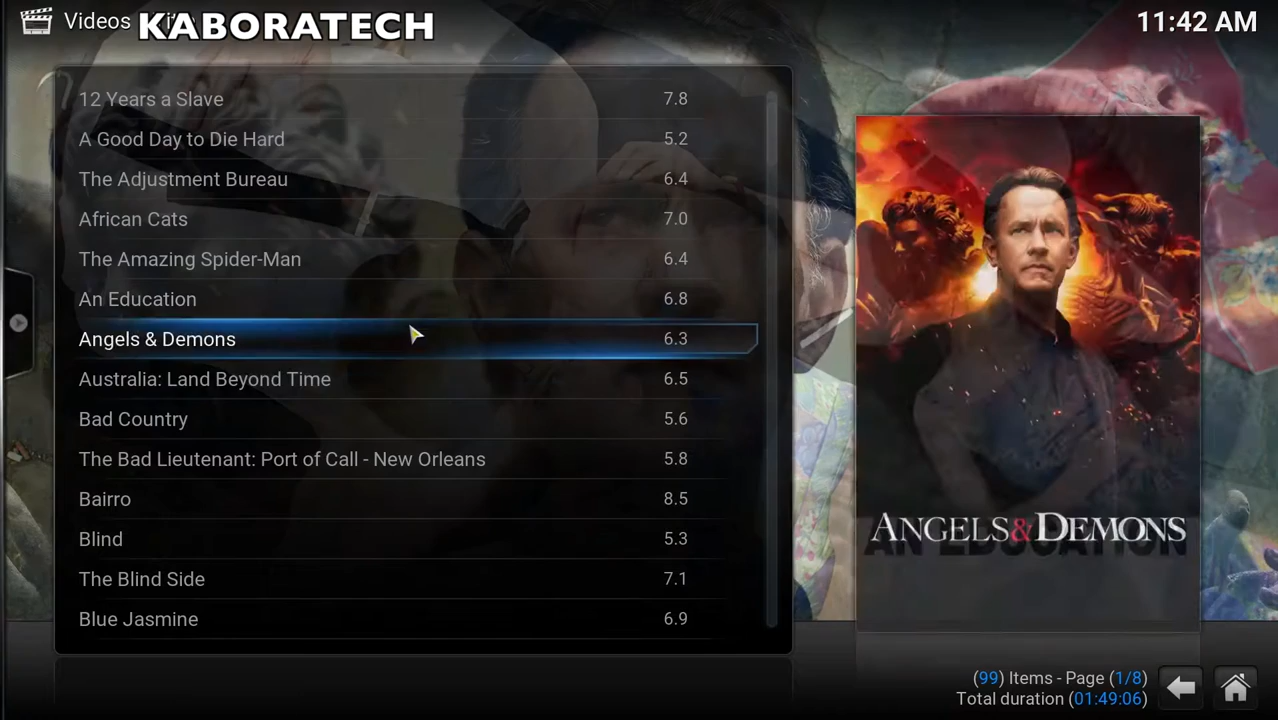 Videos
KABORATECH
11:42 AM
12 Years a Slave 7.8
A Good Day to Die Hard 5.2
The Adjustment Bureau 6.4
African Cats 7.0
The Amazing Spider-Man 6.4
An Education 6.8
Angels & Demons 6.3
Australia: Land Beyond Time 6.5
Bad Country 5.6
The Bad Lieutenant: Port of Call - New Orleans 5.8
Bairro 8.5
Blind 5.3
The Blind Side 7.1
Blue Jasmine 6.9
ANGELS&DEMONS
AN EDUCATION
(99) Items - Page (1/8)
Total duration (01:49:06)